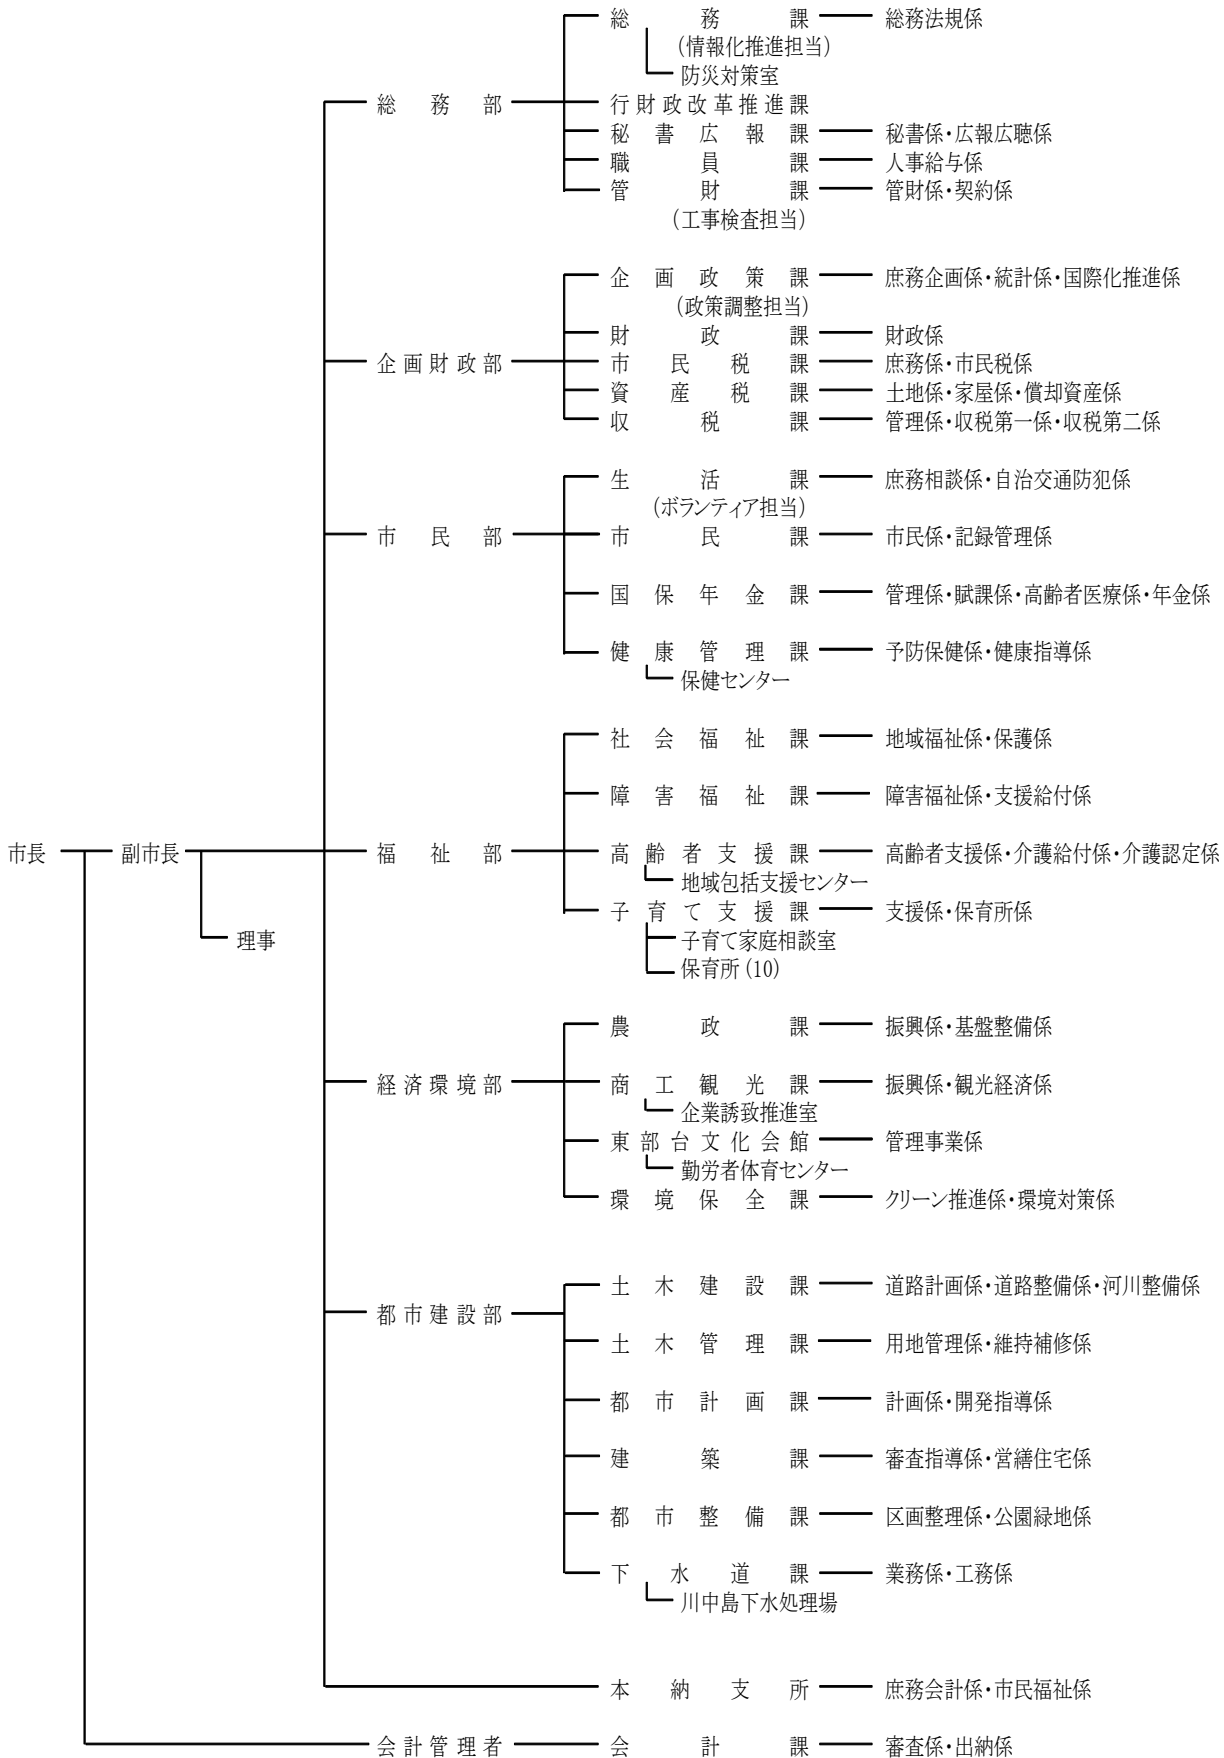 総務課 総務法規係
(情報化推進担当)
防災対策室
総務部 行財政改革推進課
秘書広報課 秘書係・広報広聴係
職員課 人事給与係
管財課 管財係・契約係
(工事検査担当)
企画政策課 庶務企画係・統計係・国際化推進係
(政策調整担当)
財政課 財政係
企画財政部 市民税課 庶務係・市民税係
資産税課 土地係・家屋係・償却資産係
収税課 管理係・収税第一係・収税第二係
生活課 庶務相談係・自治交通防犯係
(ボランティア担当)
市民部 市民課 市民係・記録管理係
国保年金課 管理係・賦課係・高齢者医療係・年金係
健康管理課 予防保健係・健康指導係
保健センター
社会福祉課 地域福祉係・保護係
障害福祉課 障害福祉係・支援給付係
市長 副市長 福祉部 高齢者支援課 高齢者支援係・介護給付係・介護認定係
地域包括支援センター
子育て支援課 支援係・保育所係
理事 子育て家庭相談室
保育所(10)
農政課 振興係・基盤整備係
経済環境部 商工観光課 振興係・観光経済係
企業誘致推進室
東部台文化会館 管理事業係
勤労者体育センター
環境保全課 クリーン推進係・環境対策係
土木建設課 道路計画係・道路整備係・河川整備係
都市建設部
土木管理課 用地管理係・維持補修係
都市計画課 計画係・開発指導係
建築課 審査指導係・営繕住宅係
都市整備課 区画整理係・公園緑地係
下水道課 業務係・工務係
川中島下水処理場
本納支所 庶務会計係・市民福祉係
会計管理者 会計課 審査係・出納係